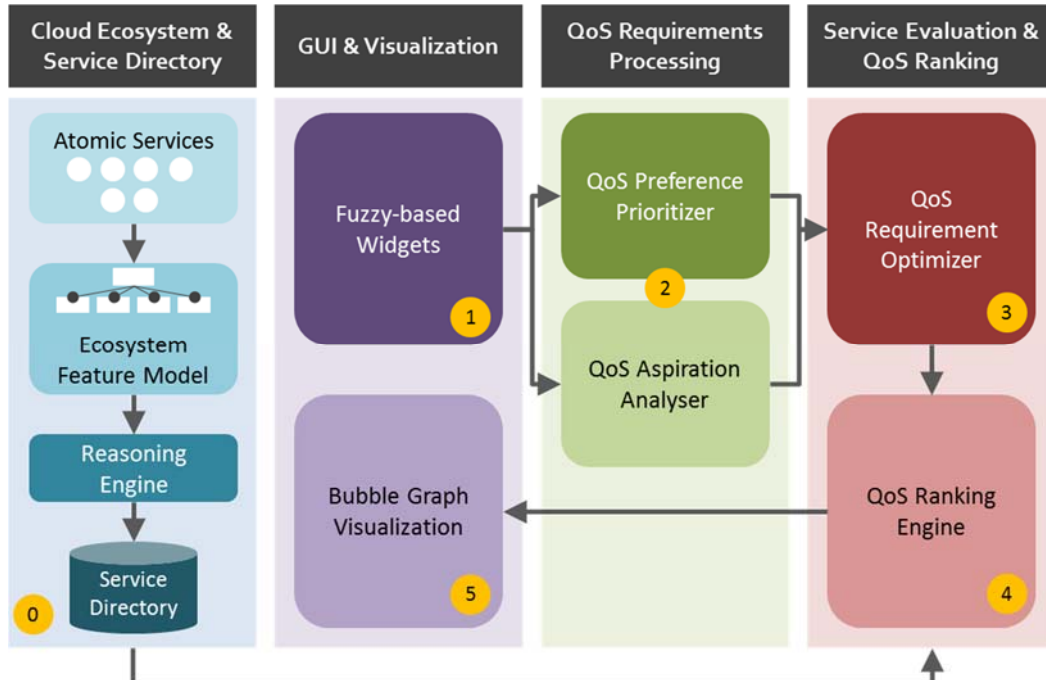 Cloud Ecosystem &
Service Directory
GUI & Visualization
QoS Requirements
Processing
Service Evaluation &
QoS Ranking
Atomic Services
Ecosystem
Feature Model
Reasoning
Engine
Service
Directory
0
Fuzzy-based
Widgets
1
Bubble Graph
Visualization
5
QoS Preference
Prioritizer
2
QoS Aspiration
Analyser
QoS
Requirement
Optimizer
3
QoS Ranking
Engine
4